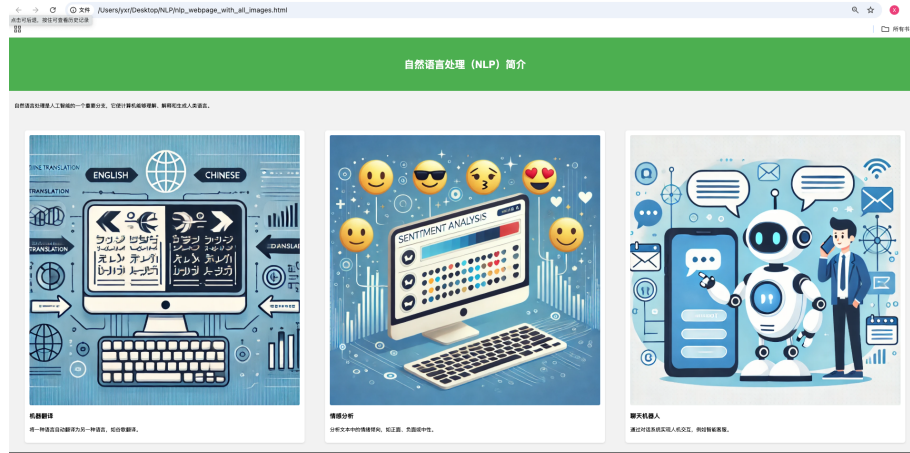 文件
/Users/yxr/Desktop/NLP/nlp_webpage_with_all_images.html
点击可后退，按住可查看历史记录
所有书
自然语言处理（NLP）简介
自然语言处理是人工智能的一个重要分支，它使计算机能够理解、解释和生成人类语言。
INE TRANSLATION
ENGLISH
CHINESE
TRANSLATION
TRANSLATION
SENTTMENT ANALYSIS
机器翻译
将一种语言自动翻译为另一种语言，如谷歌翻译。
情感分析
分析文本中的情绪倾向，如正面、负面或中性。
聊天机器人
通过对话系统实现人机交互，例如智能客服。